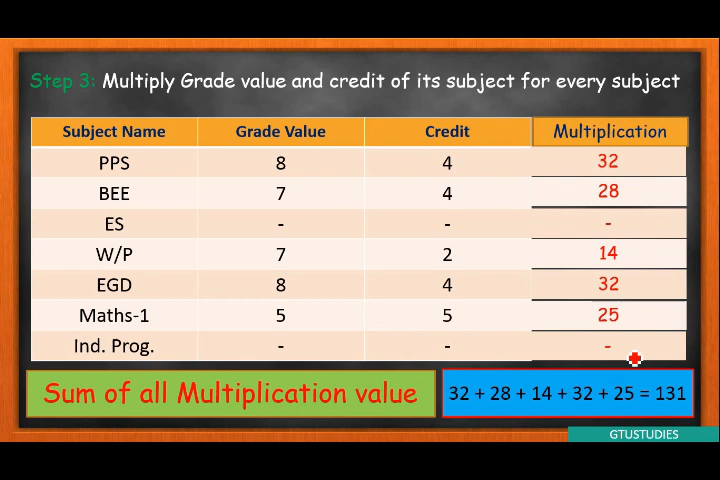 Step 3: Multiply Grade value and credit of its subject for every subject
Subject Name Grade Value Credit Multiplication
PPS 8 4 32
BEE 7 4 28
ES - - -
W/P 7 2 14
EGD 8 4 32
Maths-1 5 5 25
Ind. Prog. - - -
Sum of all Multiplication value 32 + 28 + 14 + 32 + 25 = 131
GTUSTUDIES